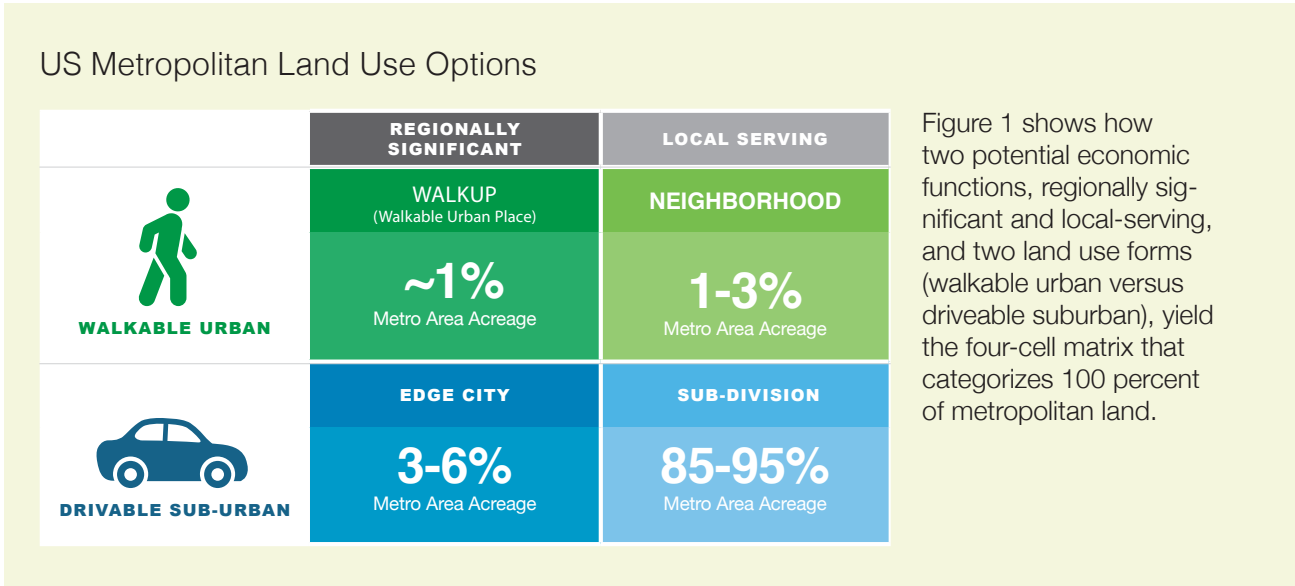 US Metropolitan Land Use Options
REGIONALLY
SIGNIFICANT
LOCAL SERVING
WALKUP
(Walkable Urban Place)
NEIGHBORHOOD
~1%
Metro Area Acreage
1-3%
Metro Area Acreage
WALKABLE URBAN
EDGE CITY
SUB-DIVISION
3-6%
Metro Area Acreage
85-95%
Metro Area Acreage
DRIVABLE SUB-URBAN
Figure 1 shows how
two potential economic
functions, regionally sig-
nificant and local-serving,
and two land use forms
(walkable urban versus
driveable suburban), yield
the four-cell matrix that
categorizes 100 percent
of metropolitan land.